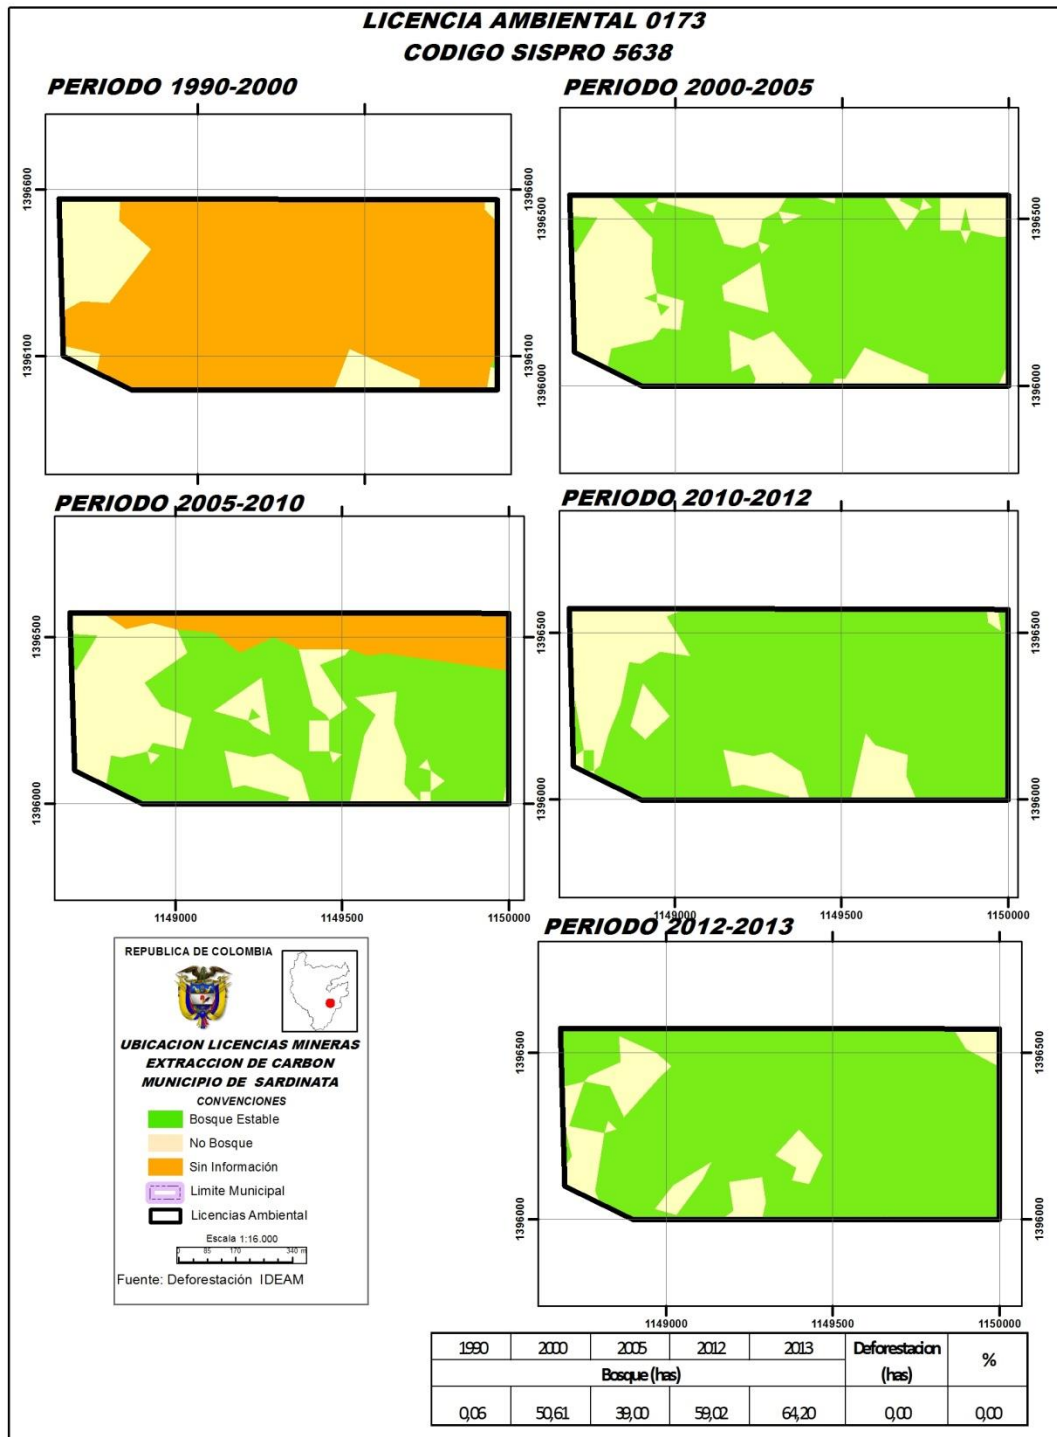 LICENCIA AMBIENTAL 0173
CODIGO SISPRO 5638
PERIODO 1990-2000
1396600
1396100
1396600
1396100
PERIODO 2000-2005
1396500
1396000
1396500
1396000
PERIODO 2005-2010
1396500
1396000
1149000
1149500
1150000
PERIODO 2010-2012
1396500
1396000
1396500
1396000
1149000
1149500
1150000
PERIODO 2012-2013
1396500
1396000
1396500
1396000
1149000
1149500
1150000
REPUBLICA DE COLOMBIA
UBICACION LICENCIAS MINERAS
EXTRACCION DE CARBON
MUNICIPIO DE SARDINATA
CONVENCIONES
Bosque Estable
No Bosque
Sin Información
Limite Municipal
Licencias Ambiental
Escala 1:16.000
0 85 170 340 m
Fuente: Deforestación IDEAM
1990 2000 2005 2012 2013 Deforestacion (has) %
Bosque (has)
0,06 50,61 39,00 59,02 64,20 0,00 0,00